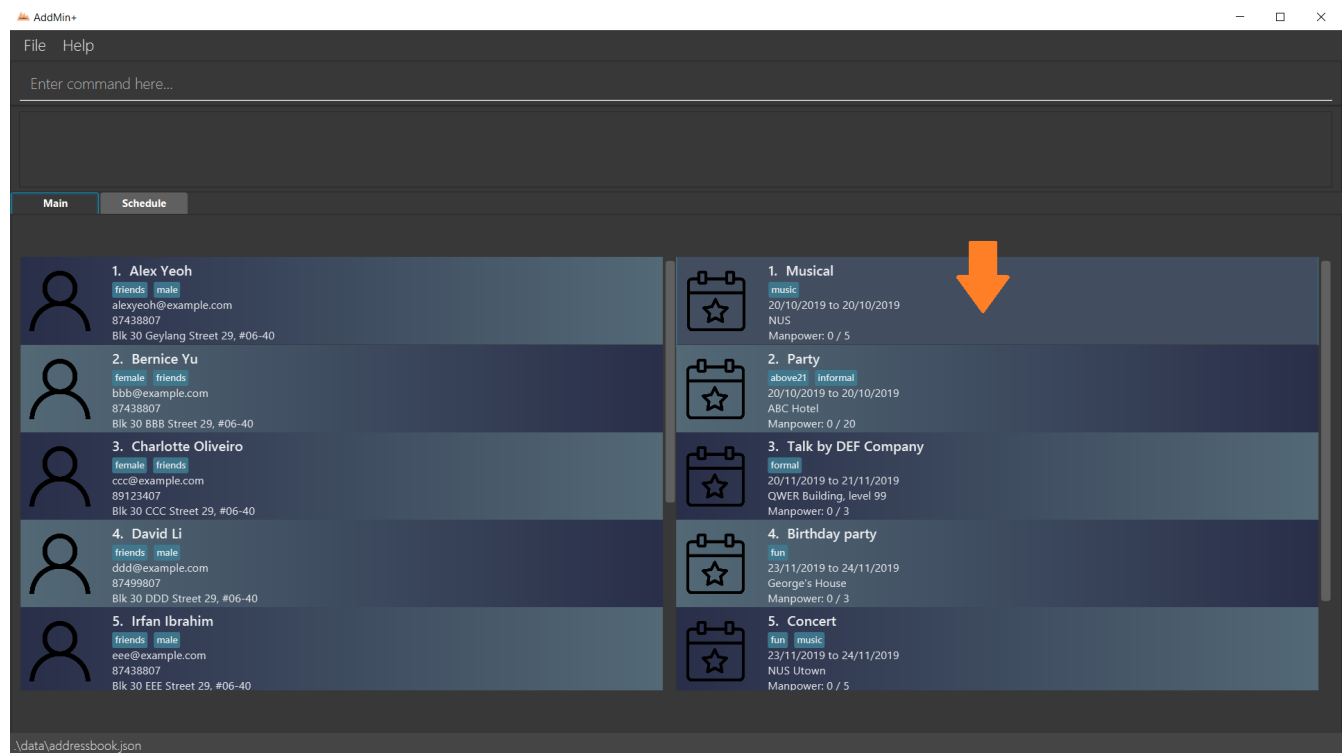 AddMin+
File Help
Enter command here...
Main Schedule
1. Alex Yeoh
friends male
alexyeoh@example.com
87438807
Blk 30 Geylang Street 29, #06-40
2. Bernice Yu
female friends
bbb@example.com
87438807
Blk 30 BBB Street 29, #06-40
3. Charlotte Oliveiro
female friends
ccc@example.com
89123407
Blk 30 CCC Street 29, #06-40
4. David Li
friends male
ddd@example.com
87499807
Blk 30 DDD Street 29, #06-40
5. Irfan Ibrahim
friends male
eee@example.com
87438807
Blk 30 EEE Street 29, #06-40
1. Musical
music
20/10/2019 to 20/10/2019
NUS
Manpower: 0 / 5
2. Party
above21 informal
20/10/2019 to 20/10/2019
ABC Hotel
Manpower: 0 / 20
3. Talk by DEF Company
formal
20/11/2019 to 21/11/2019
QWER Building, level 99
Manpower: 0 / 3
4. Birthday party
fun
23/11/2019 to 24/11/2019
George's House
Manpower: 0 / 3
5. Concert
fun music
23/11/2019 to 24/11/2019
NUS Utown
Manpower: 0 / 5
.\data\addressbook.json